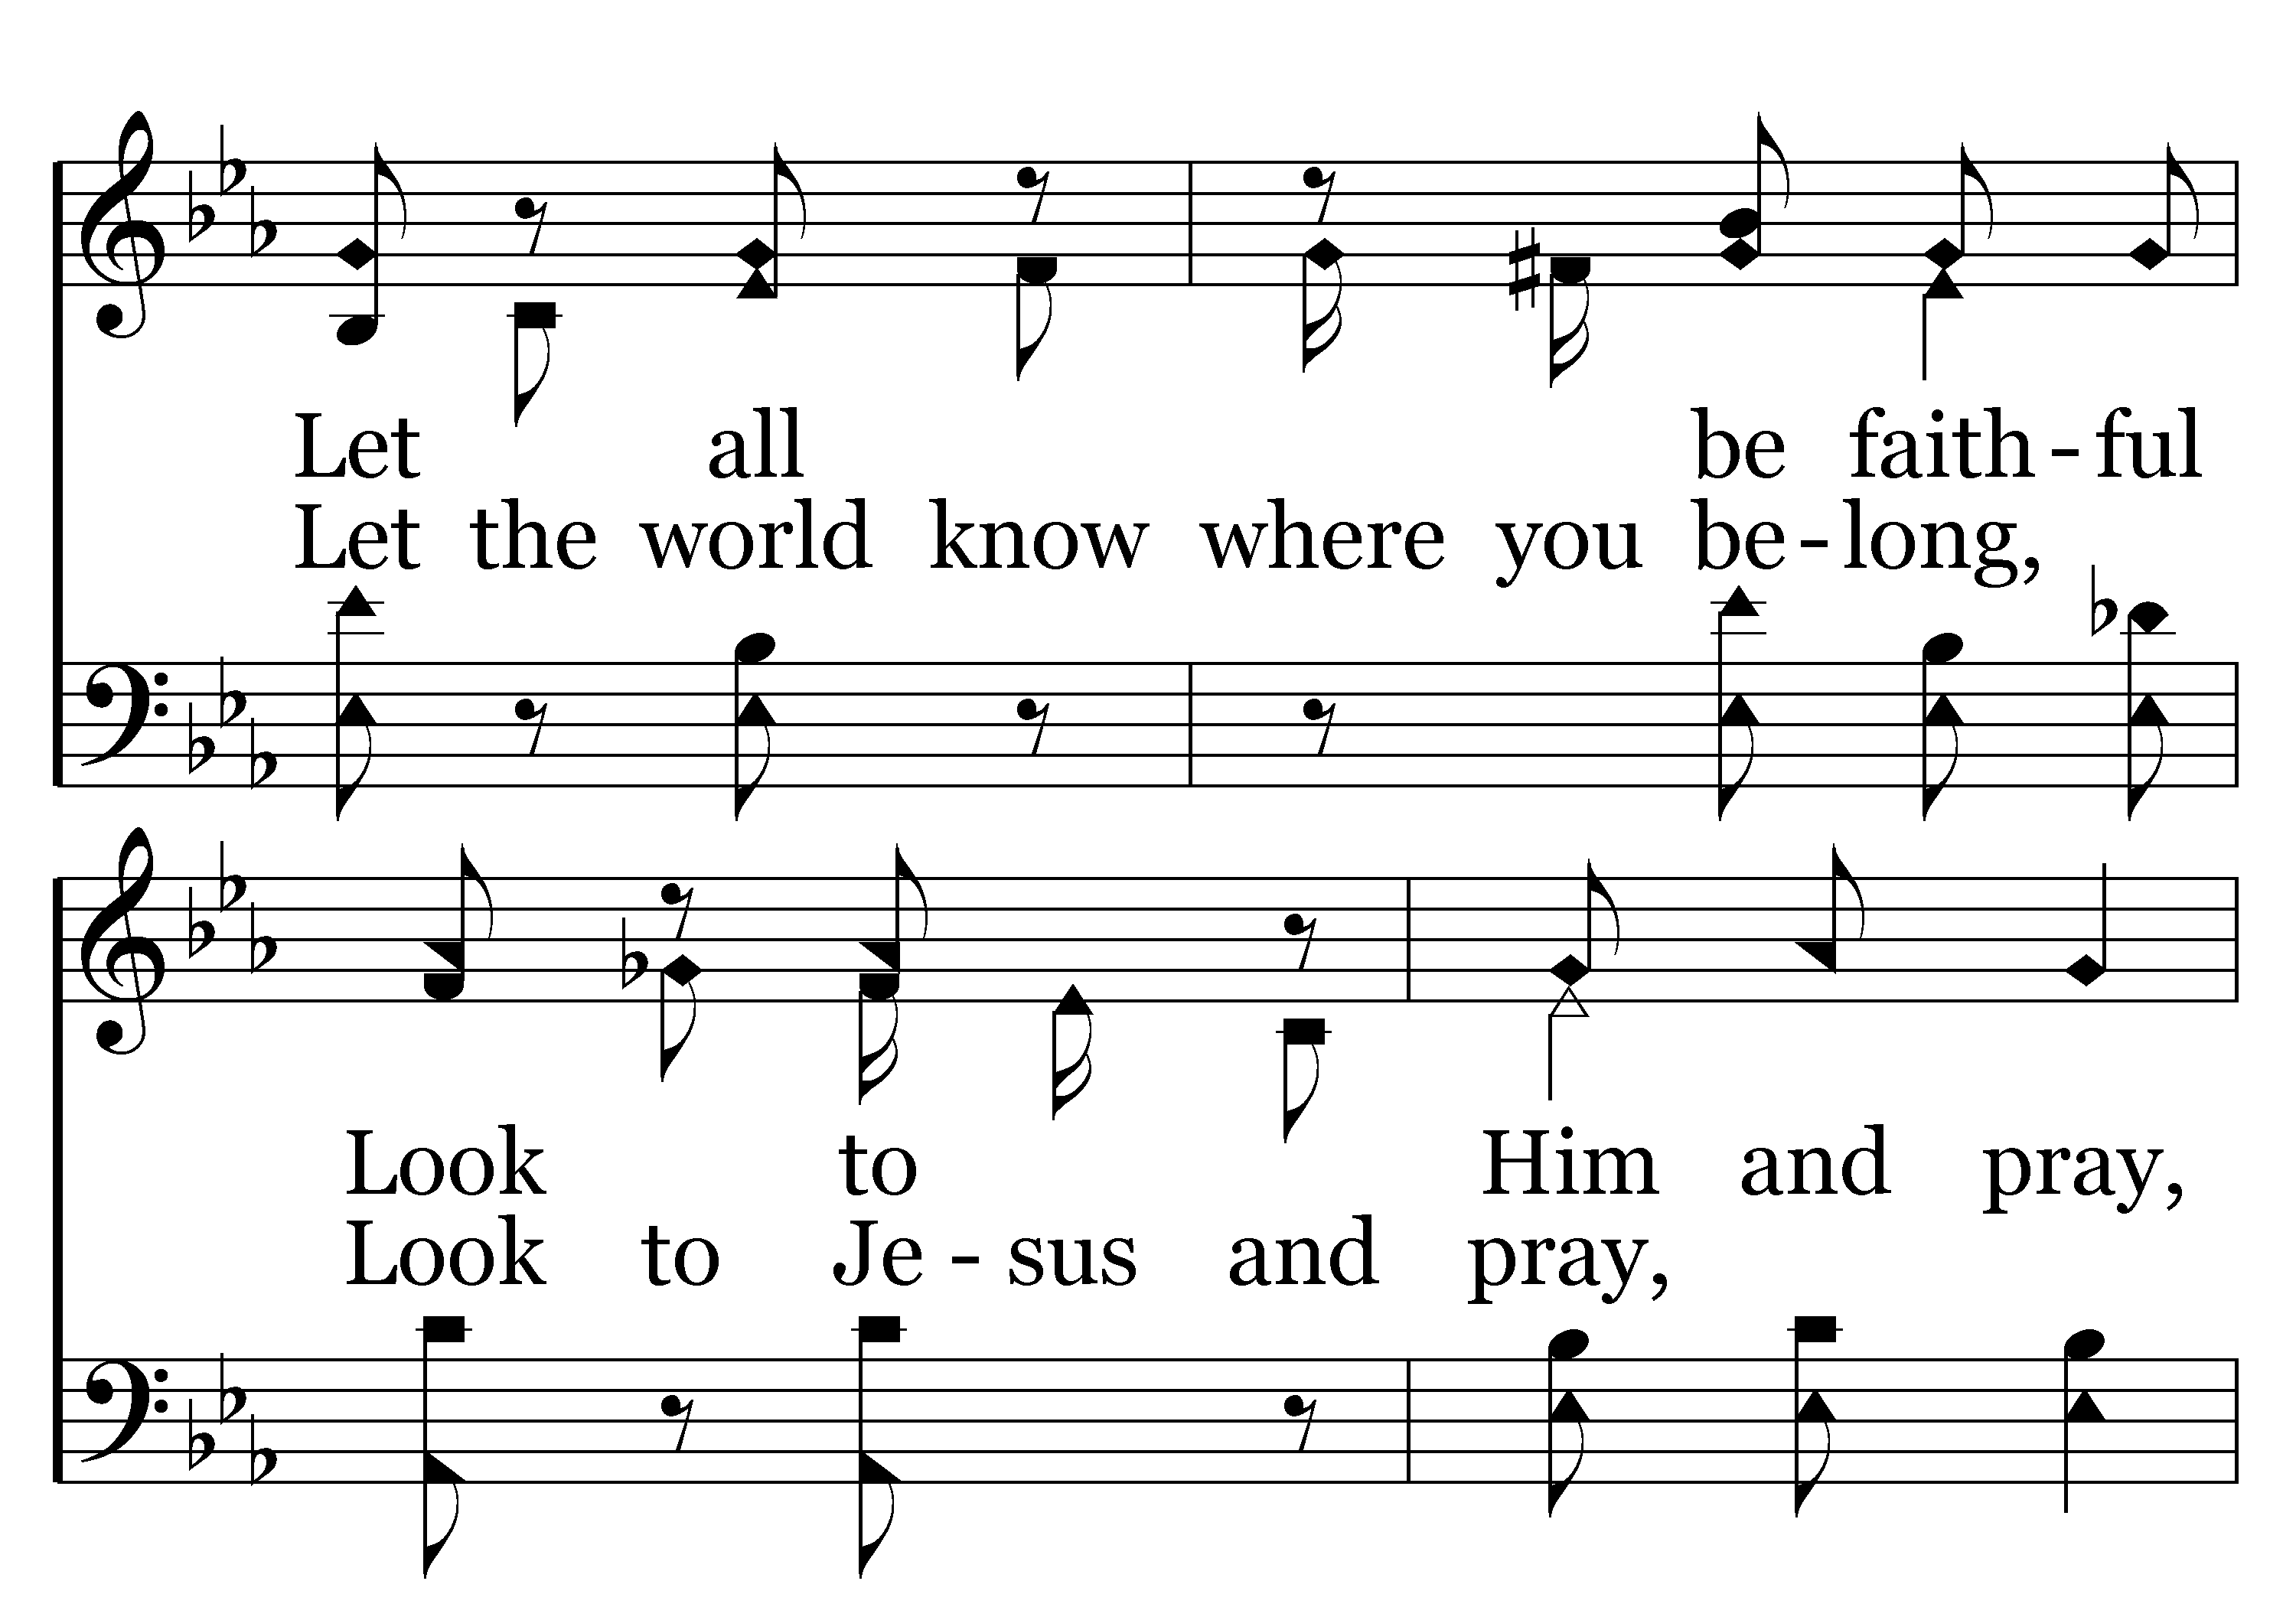 Let all be faith-ful
Let the world know where you be-long,
Look to Him and pray,
Look to Je-sus and pray,